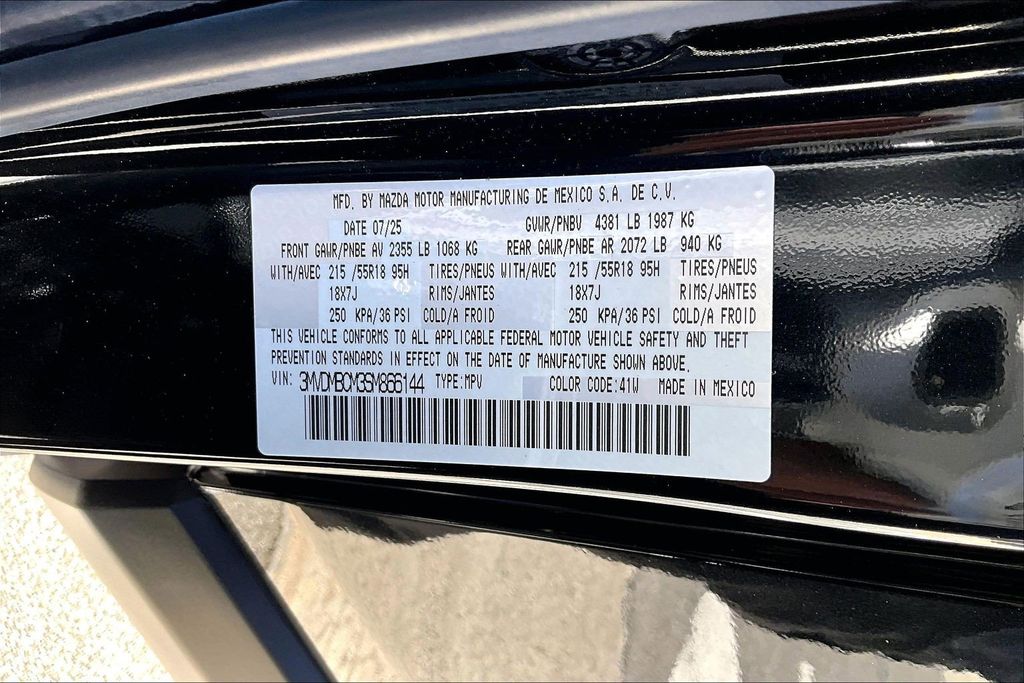 MFD. BY MAZDA MOTOR MANUFACTURING DE MEXICO S.A. DE C.V.
DATE 07/25 GVWR/PNBV 4381 LB 1987 KG
FRONT GAWR/PNBE AV 2355 LB 1068 KG REAR GAWR/PNBE AR 2072 LB 940 KG
WITH/AVEC 215 /55R18 95H TIRES/PNEUS WITH/AVEC 215 /55R18 95H TIRES/PNEUS
18X7J RIMS/JANTES 18X7J RIMS/JANTES
250 KPA/36 PSI COLD/A FROID 250 KPA/36 PSI COLD/A FROID
THIS VEHICLE CONFORMS TO ALL APPLICABLE FEDERAL MOTOR VEHICLE SAFETY AND THEFT
PREVENTION STANDARDS IN EFFECT ON THE DATE OF MANUFACTURE SHOWN ABOVE.
VIN: 3MVDMBCM3SM866144 TYPE:MPV COLOR CODE:41W MADE IN MEXICO